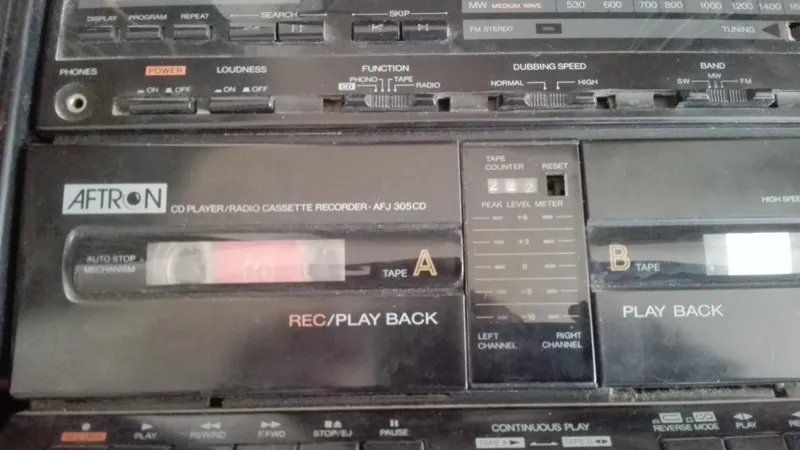 MW MEDIUM WAVE 530 600 700 800 1000 1200 1400
DISPLAY PROGRAM REPEAT SEARCH SKIP
FM STEREO TUNING
PHONES POWER LOUDNESS FUNCTION DUBBING SPEED BAND
ON OFF ON OFF
CD PHONO TAPE RADIO NORMAL HIGH SW MW FM
AFTRON CD PLAYER/RADIO CASSETTE RECORDER - AFJ 305CD
TAPE COUNTER RESET
222
PEAK LEVEL METER
HIGH SPEE
+6
+3
0
-5
-10
AUTO STOP MECHANISM
TAPE A
B TAPE
REC/PLAY BACK
PLAY BACK
LEFT CHANNEL RIGHT CHANNEL
PLAY REWIND F.FWD STOP/EJ PAUSE
CONTINUOUS PLAY
TAPE A TAPE B
REVERSE MODE PLAY